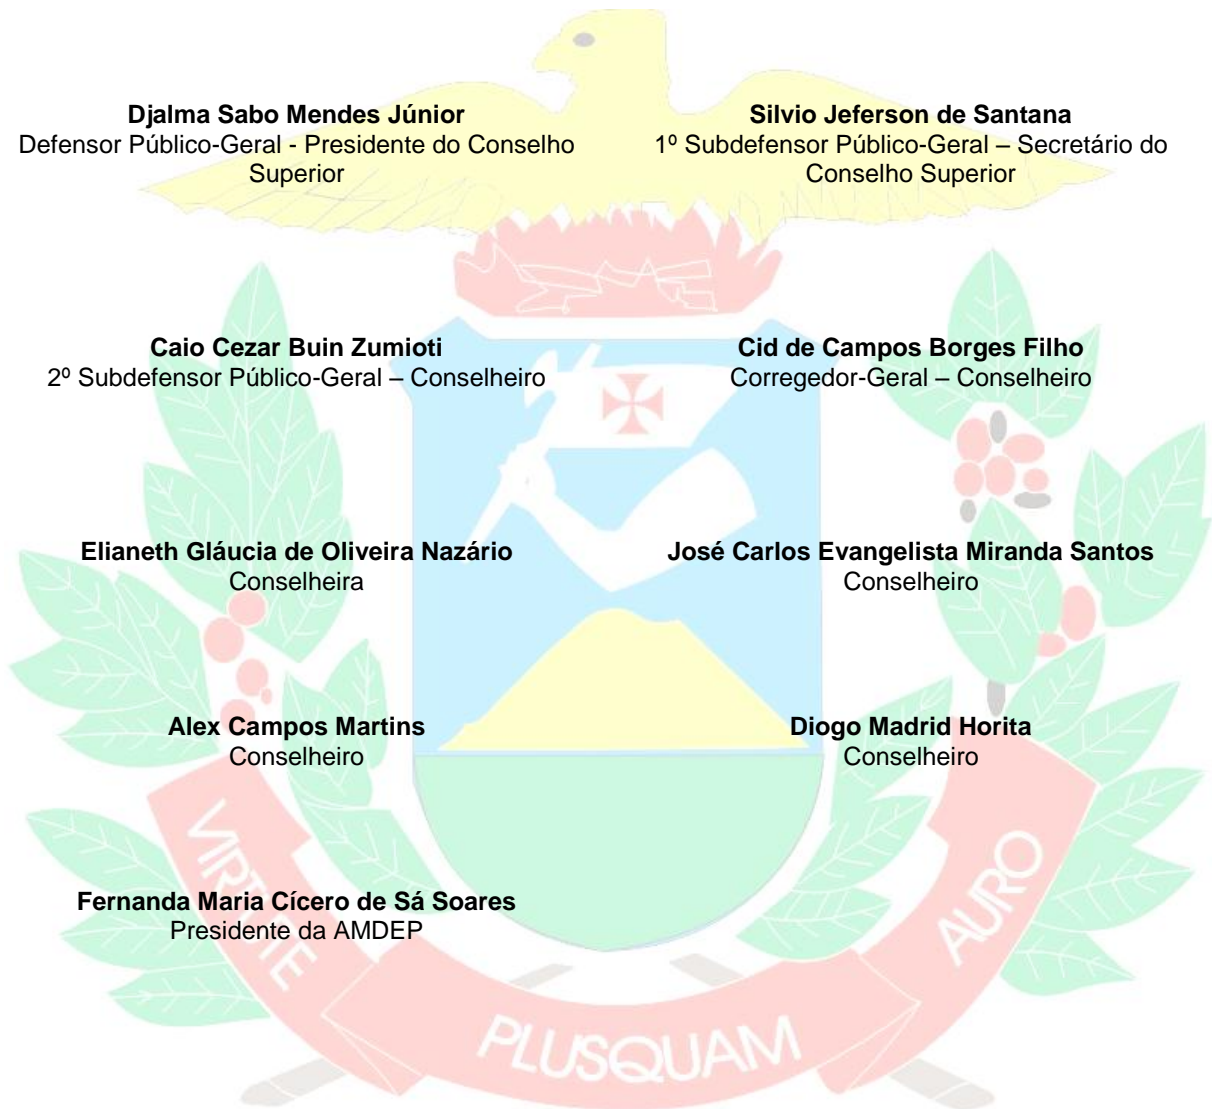 Djalma Sabo Mendes Júnior
Defensor Público-Geral - Presidente do Conselho
Superior
Silvio Jeferson de Santana
1º Subdefensor Público-Geral – Secretário do
Conselho Superior
Caio Cezar Buin Zumioti
2º Subdefensor Público-Geral – Conselheiro
Cid de Campos Borges Filho
Corregedor-Geral – Conselheiro
Elianeth Gláucia de Oliveira Nazário
Conselheira
José Carlos Evangelista Miranda Santos
Conselheiro
Alex Campos Martins
Conselheiro
Diogo Madrid Horita
Conselheiro
Fernanda Maria Cícero de Sá Soares
Presidente da AMDEP
VIRTUTE
PLUSQUAM
AURO